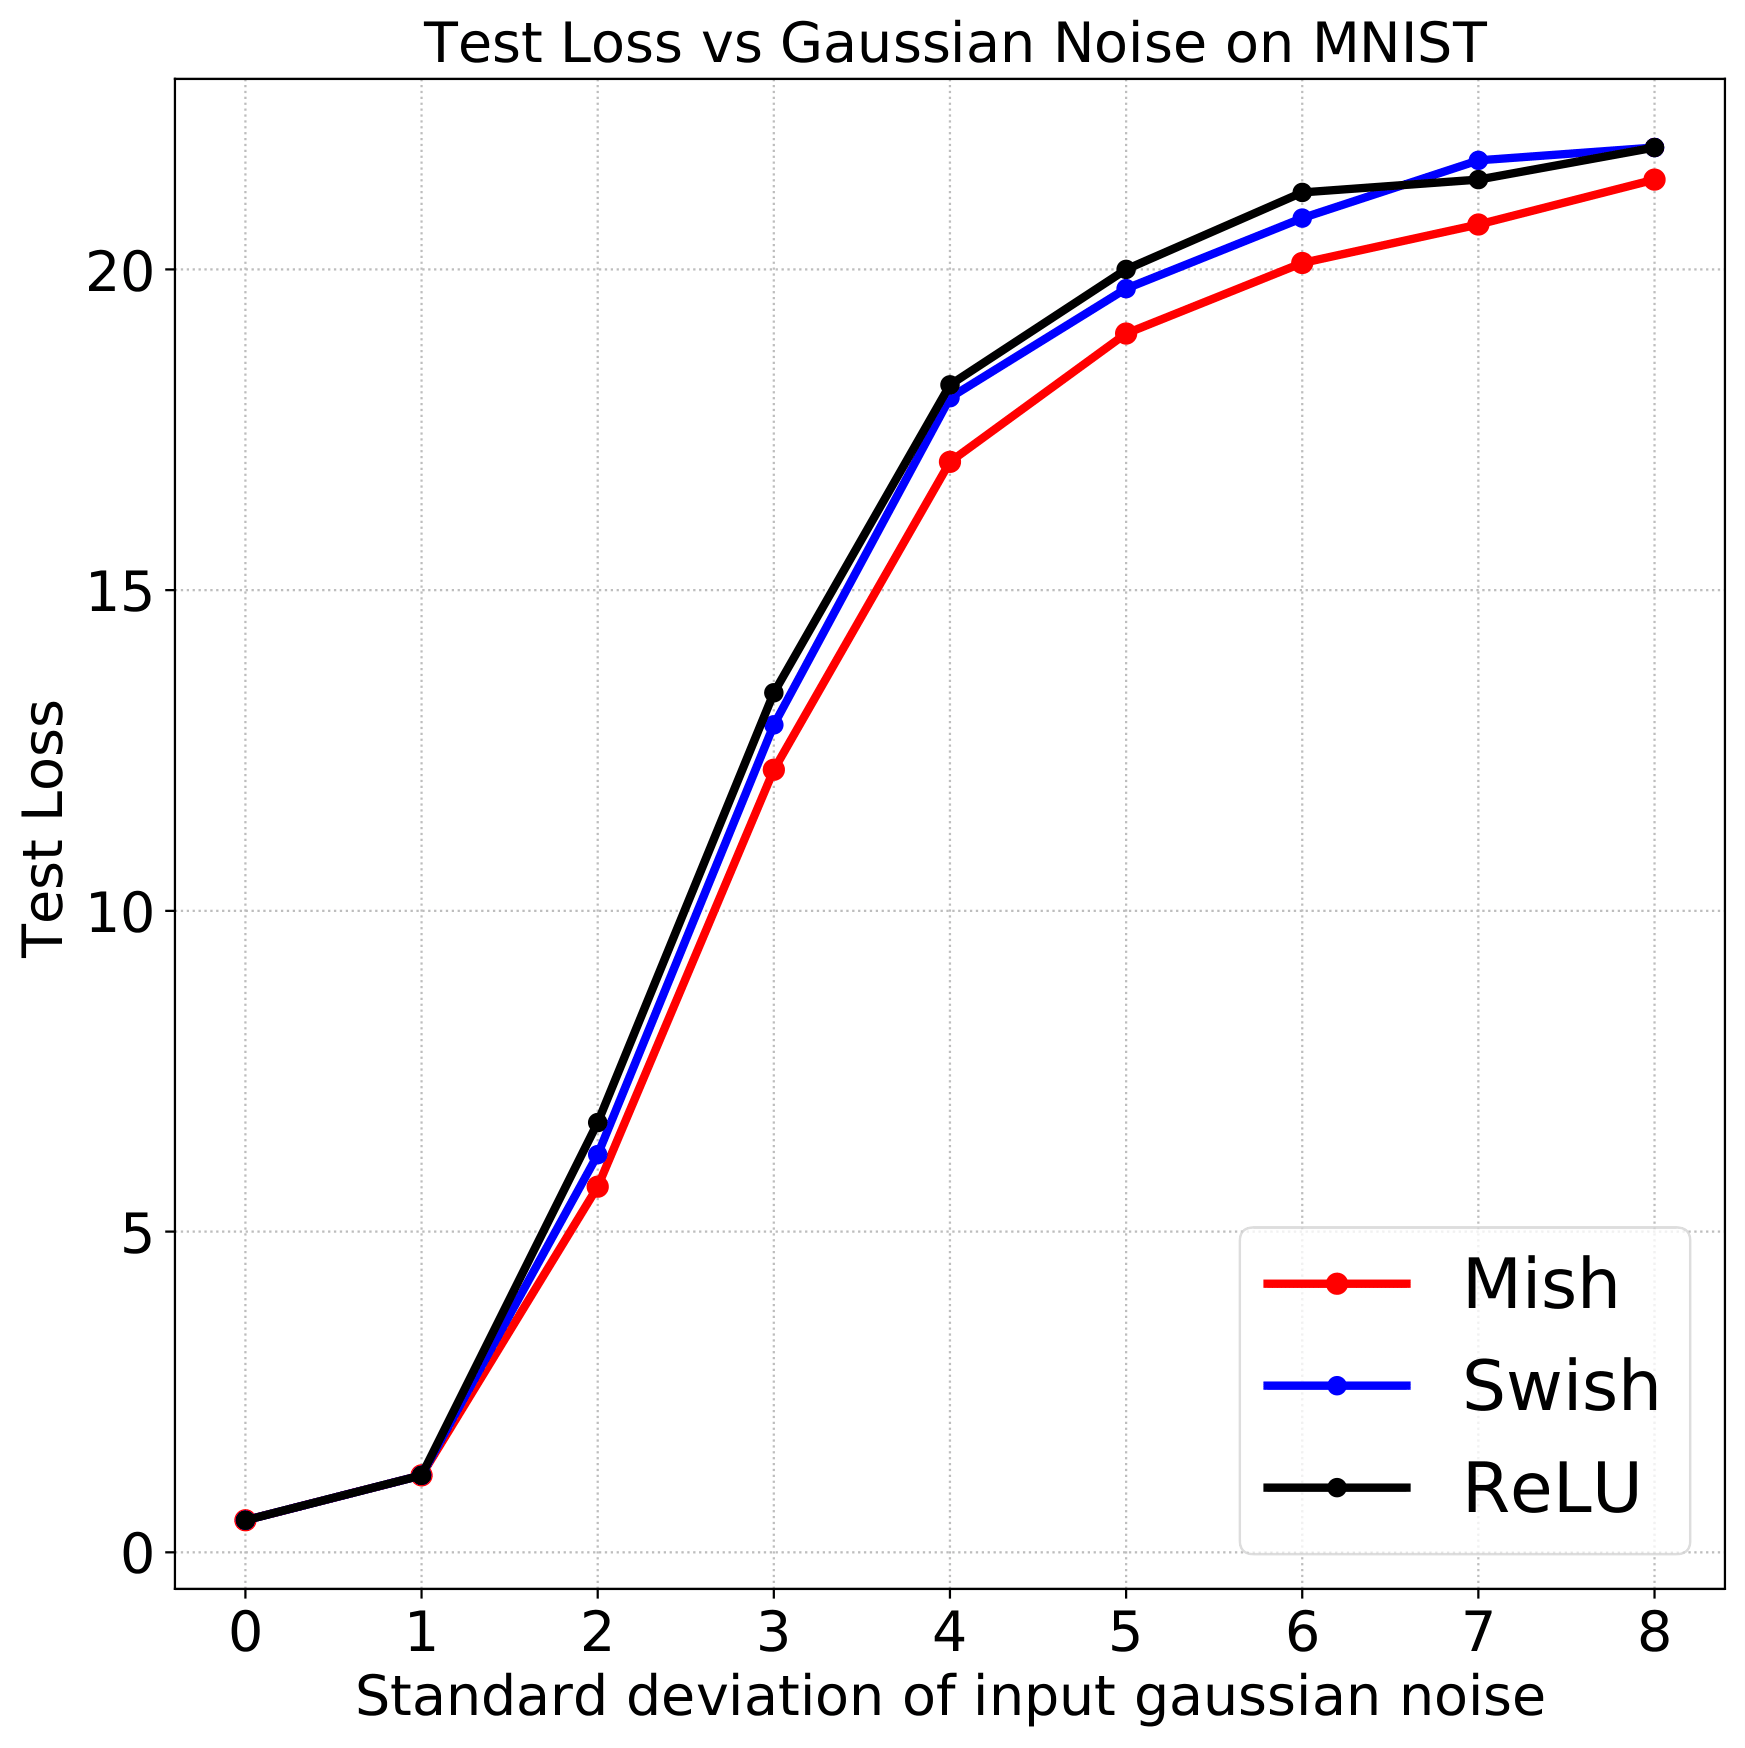 Test Loss vs Gaussian Noise on MNIST
20
15
10
5
0
Test Loss
0 1 2 3 4 5 6 7 8
Standard deviation of input gaussian noise
Mish
Swish
ReLU